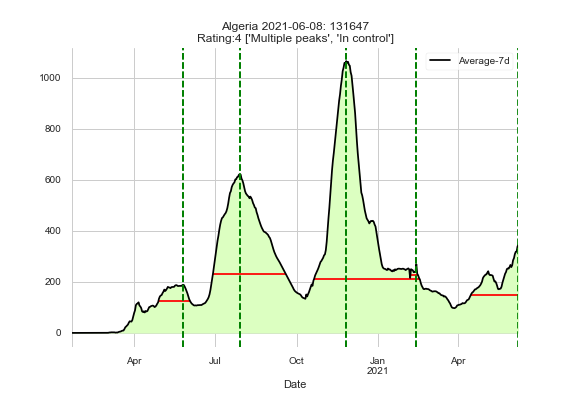 Algeria 2021-06-08: 131647
Rating:4 ['Multiple peaks', 'In control']
Average-7d
1000
800
600
400
200
0
Apr
Jul
Oct
Jan
2021
Apr
Date